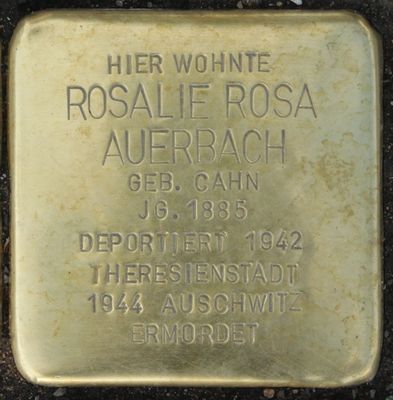 HIER WOHNTE
ROSALIE ROSA
AUERBACH
GEB. CAHN
JG. 1885
DEPORTIERT 1942
THERESIENSTADT
1944 AUSCHWITZ
ERMORDET